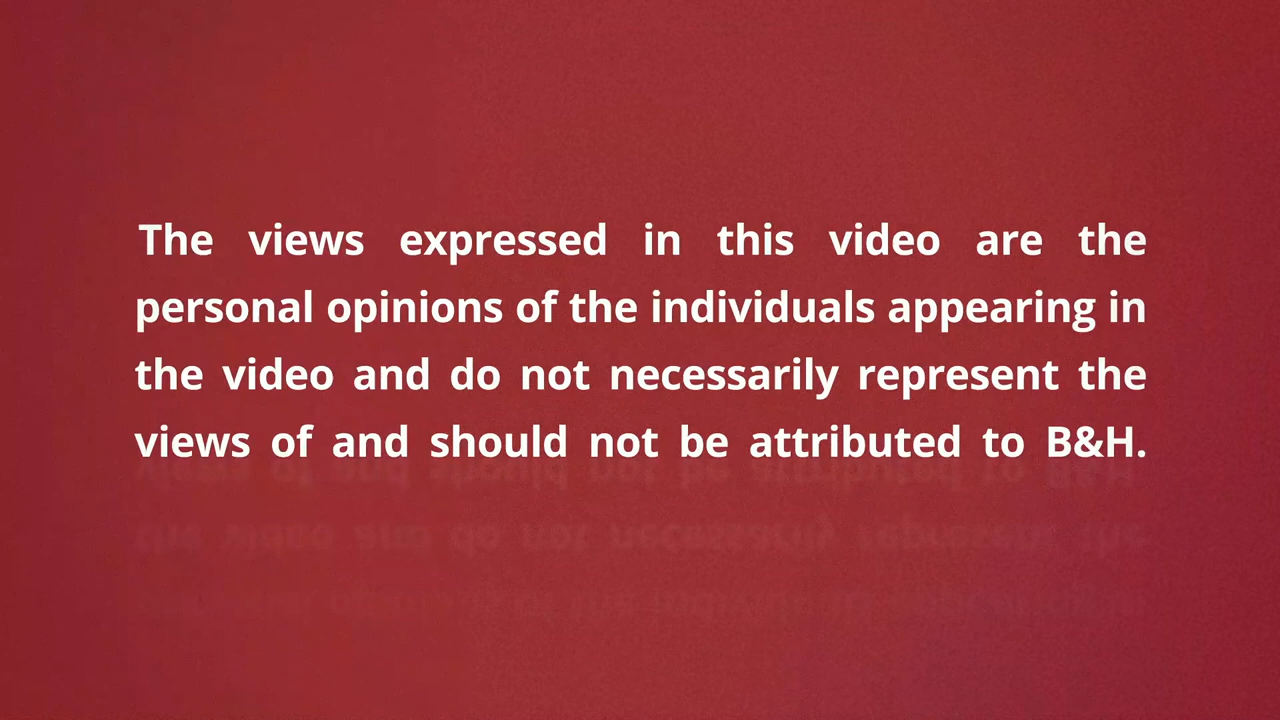 The views expressed in this video are the
personal opinions of the individuals appearing in
the video and do not necessarily represent the
views of and should not be attributed to B&H.